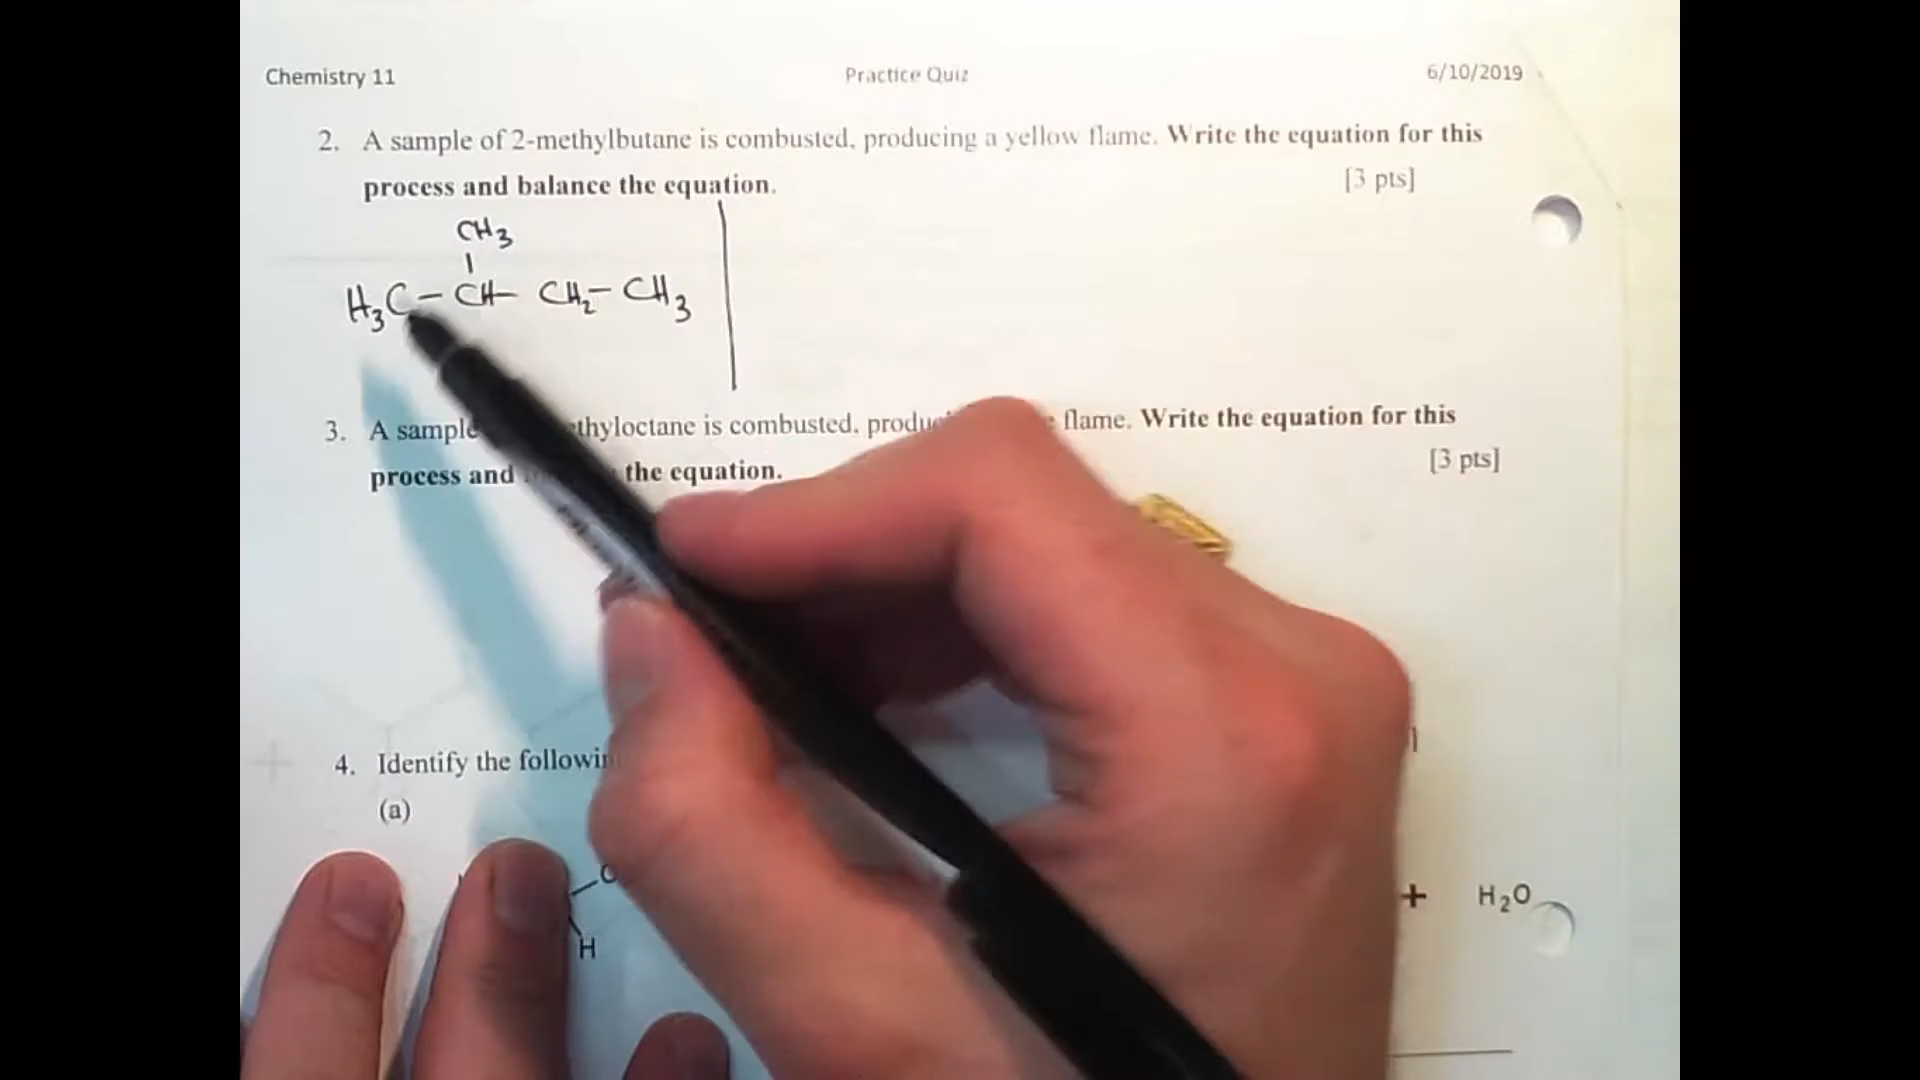 Chemistry 11 Practice Quiz 6/10/2019
2. A sample of 2-methylbutane is combusted, producing a yellow flame. Write the equation for this
process and balance the equation. [3 pts]
CH3
H3C - CH - CH2 - CH3
3. A sample thyloctane is combusted, flame. Write the equation for this
process and the equation. [3 pts]
4. Identify the
(a)
H
+ H2O